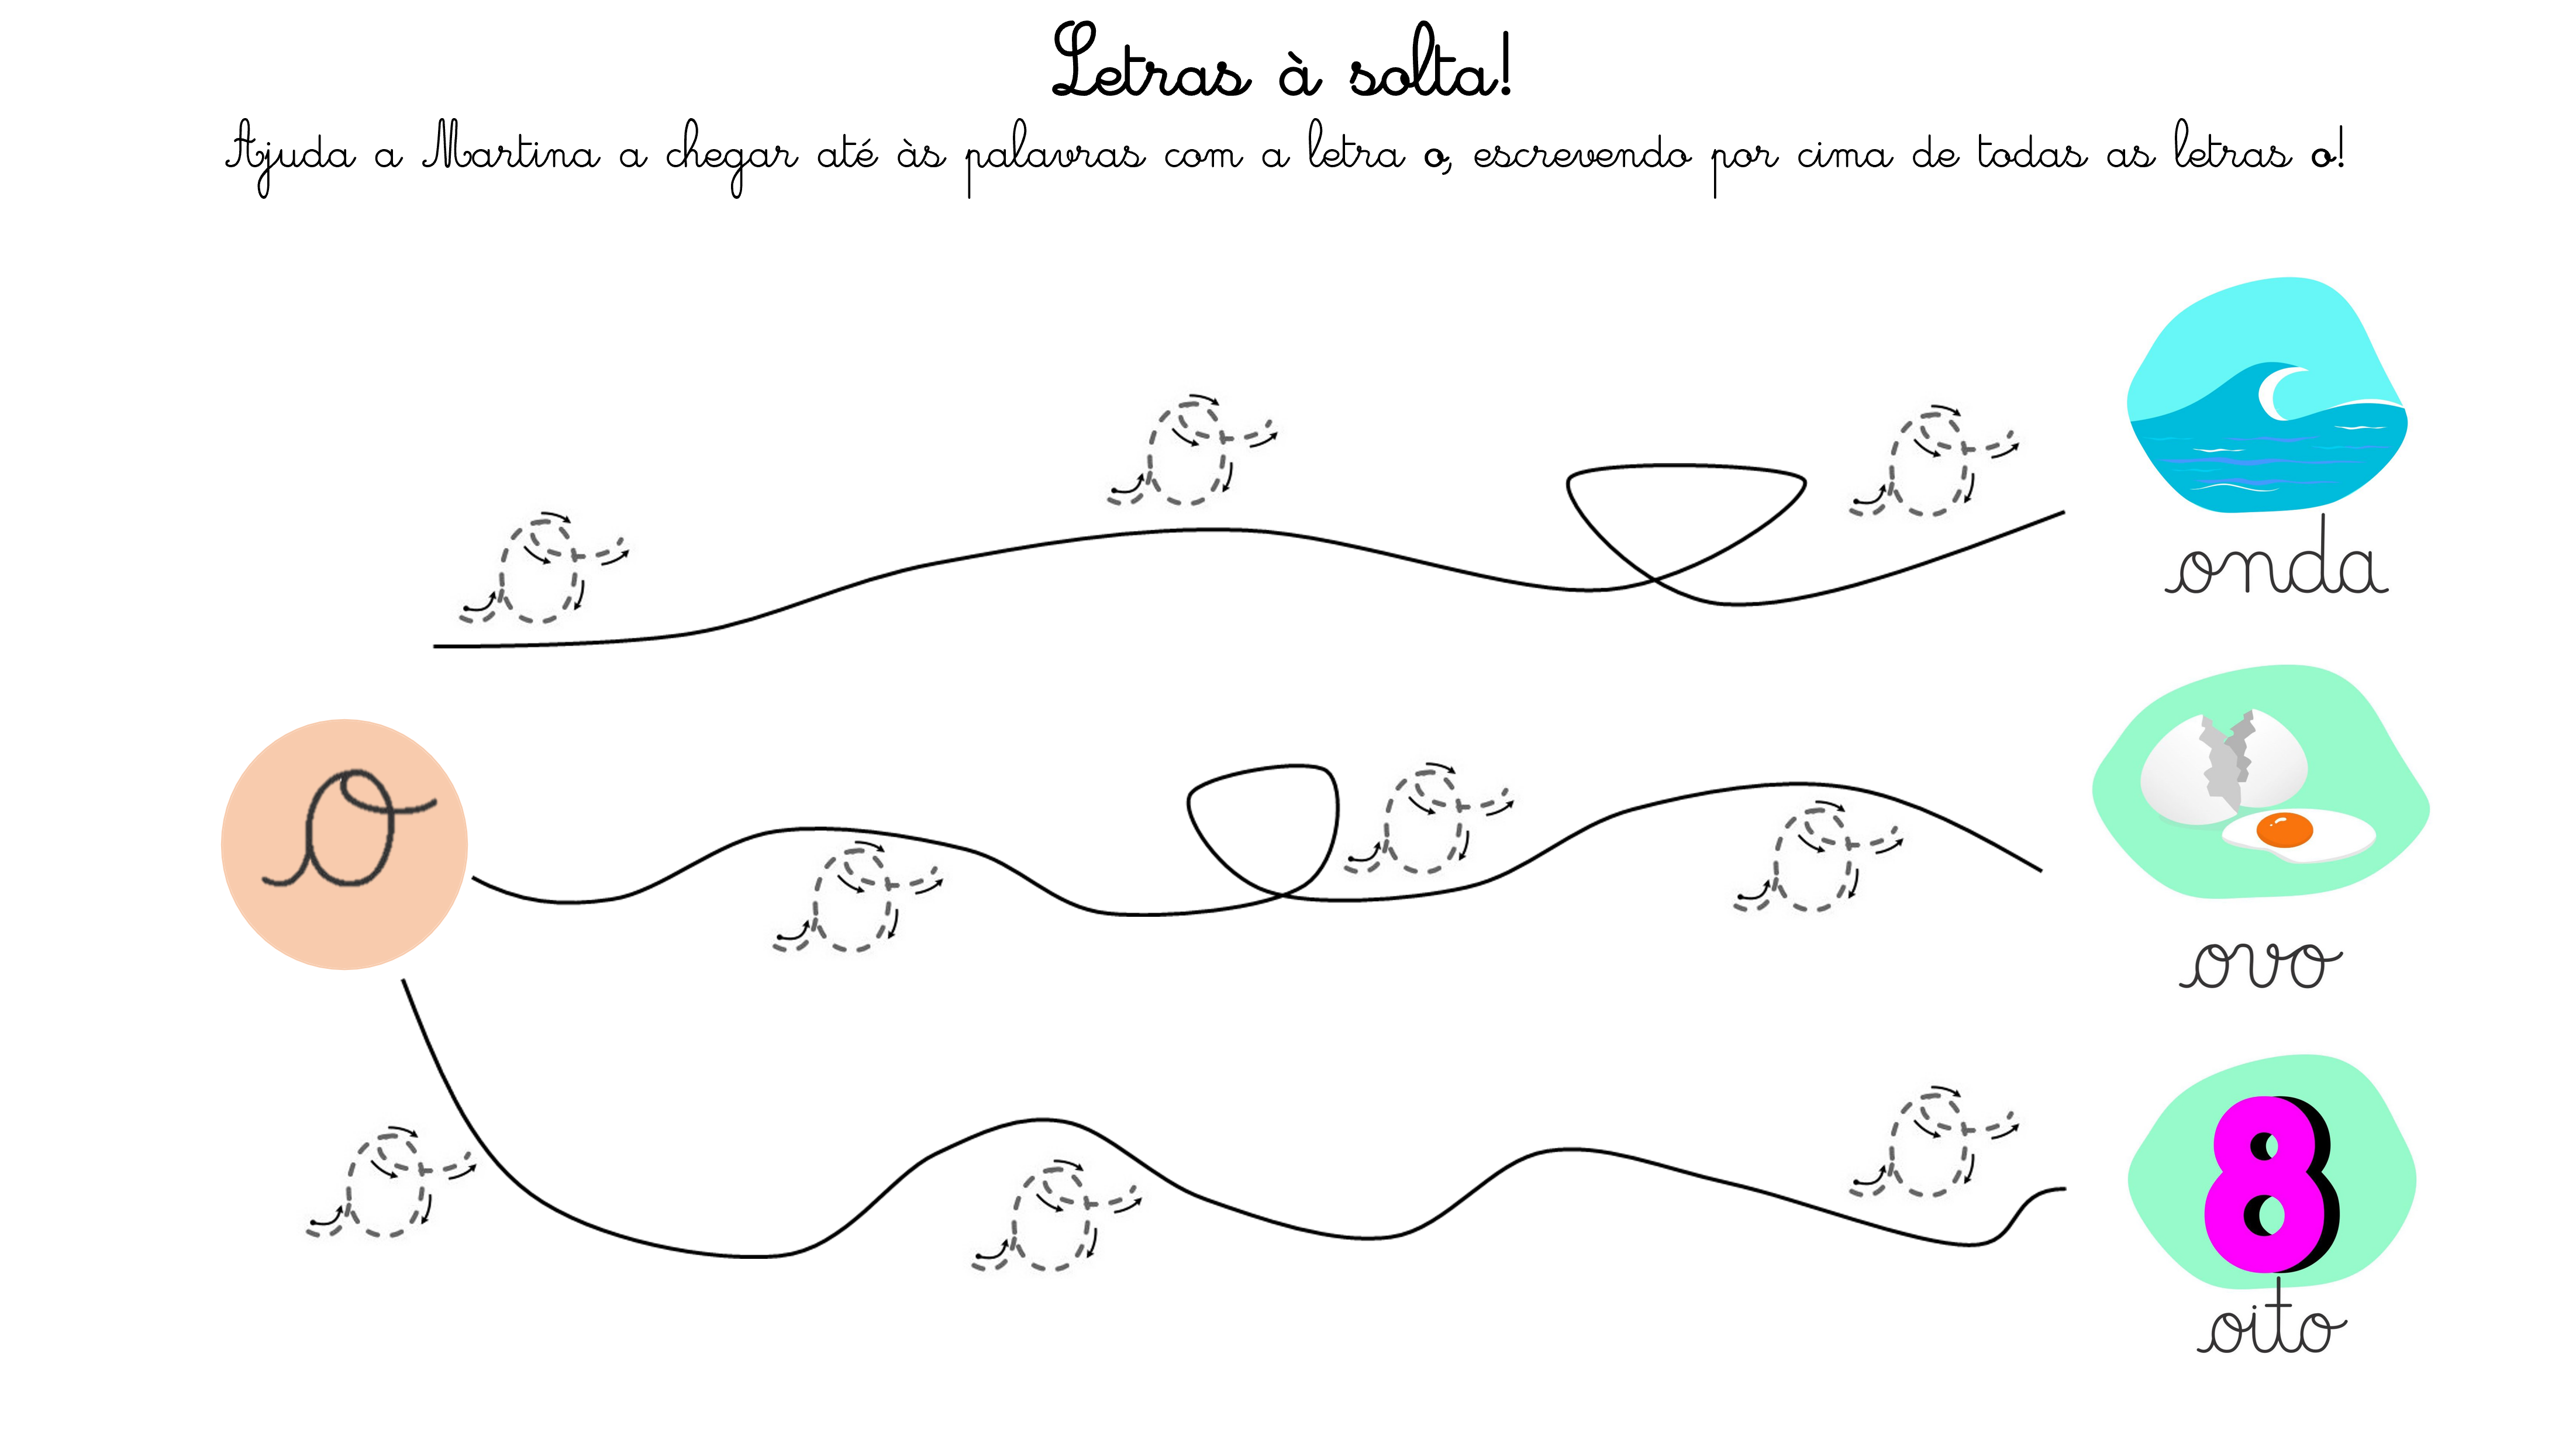 Letras à solta!
Ajuda a Martina a chegar até às palavras com a letra o, escrevendo por cima de todas as letras o!
o o o
onda
o
o o o
ovo
o o o
8
oito